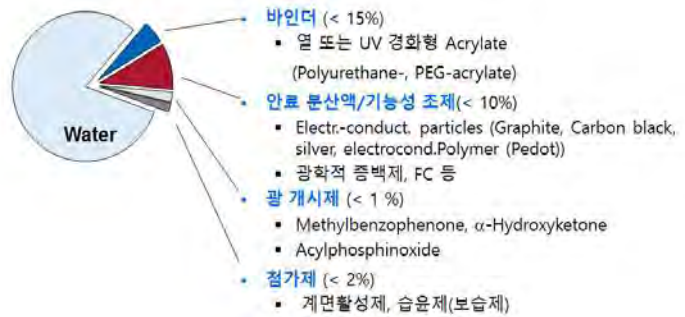 Water
바인더 (< 15%)
열 또는 UV 경화형 Acrylate
(Polyurethane-, PEG-acrylate)
안료 분산액/기능성 조제(< 10%)
Electr.-conduct. particles (Graphite, Carbon black,
silver, electrocond.Polymer (Pedot))
광학적 증백제, FC 등
광 개시제 (< 1 %)
Methylbenzophenone, α-Hydroxyketone
Acylphosphinoxide
첨가제 (< 2%)
계면활성제, 습윤제(보습제)